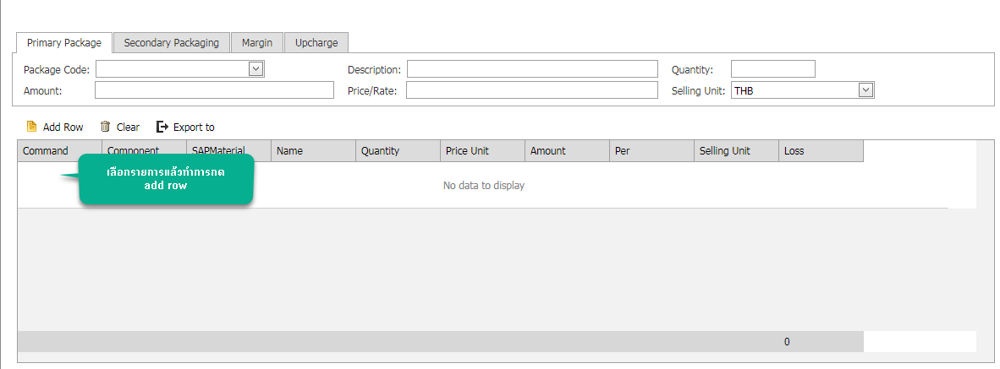 Primary Package Secondary Packaging Margin Upcharge
Package Code: Description: Quantity:
Amount: Price/Rate: Selling Unit: THB
Add Row Clear Export to
Command Component SAPMaterial Name Quantity Price Unit Amount Per Selling Unit Loss
เลือกรายการแล้วทำการกด
add row
No data to display
0